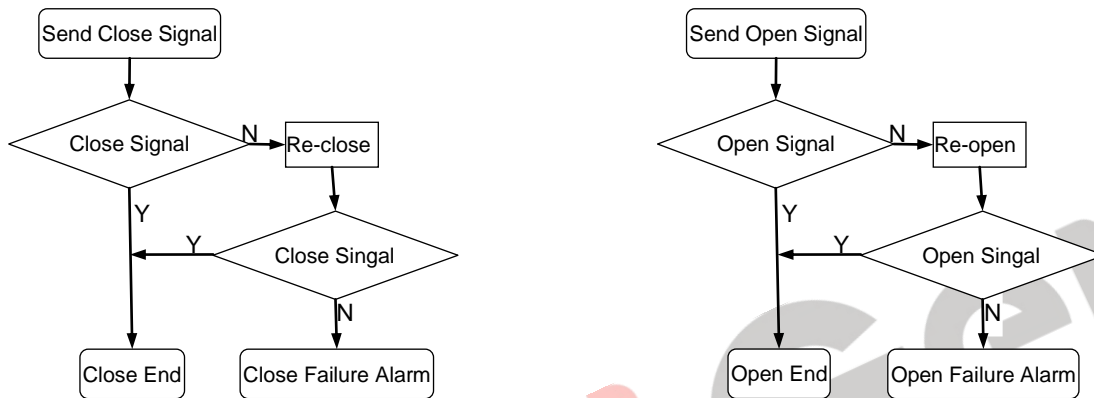 Send Close Signal
Close Signal
N
Re-close
Y
Y
Close Singal
N
Close End
Close Failure Alarm
Send Open Signal
Open Signal
N
Re-open
Y
Y
Open Singal
N
Open End
Open Failure Alarm